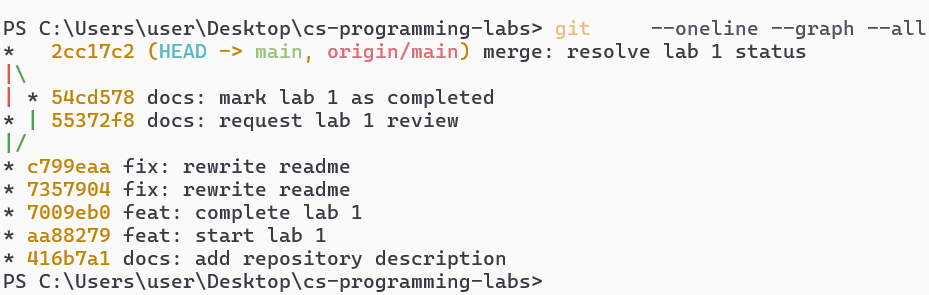 PS C:\Users\user\Desktop\cs-programming-labs> git --oneline --graph --all
* 2cc17c2 (HEAD -> main, origin/main) merge: resolve lab 1 status
|\
| * 54cd578 docs: mark lab 1 as completed
* | 55372f8 docs: request lab 1 review
|/
* c799eaa fix: rewrite readme
* 7357904 fix: rewrite readme
* 7009eb0 feat: complete lab 1
* aa88279 feat: start lab 1
* 416b7a1 docs: add repository description
PS C:\Users\user\Desktop\cs-programming-labs>